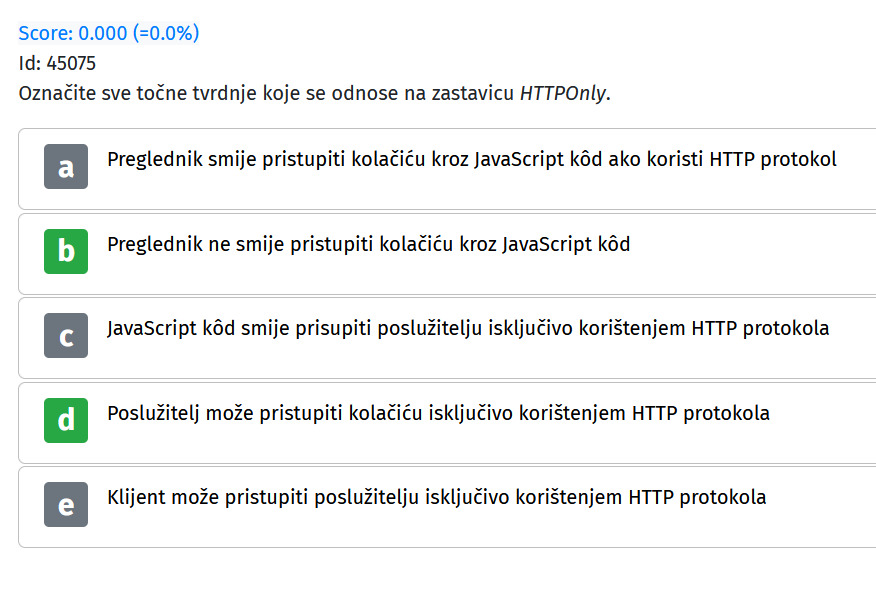 Score: 0.000 (=0.0%)
Id: 45075
Označite sve točne tvrdnje koje se odnose na zastavicu HTTPOnly.
a Preglednik smije pristupiti kolačiću kroz JavaScript kôd ako koristi HTTP protokol
b Preglednik ne smije pristupiti kolačiću kroz JavaScript kôd
c JavaScript kôd smije prisupiti poslužitelju isključivo korištenjem HTTP protokola
d Poslužitelj može pristupiti kolačiću isključivo korištenjem HTTP protokola
e Klijent može pristupiti poslužitelju isključivo korištenjem HTTP protokola